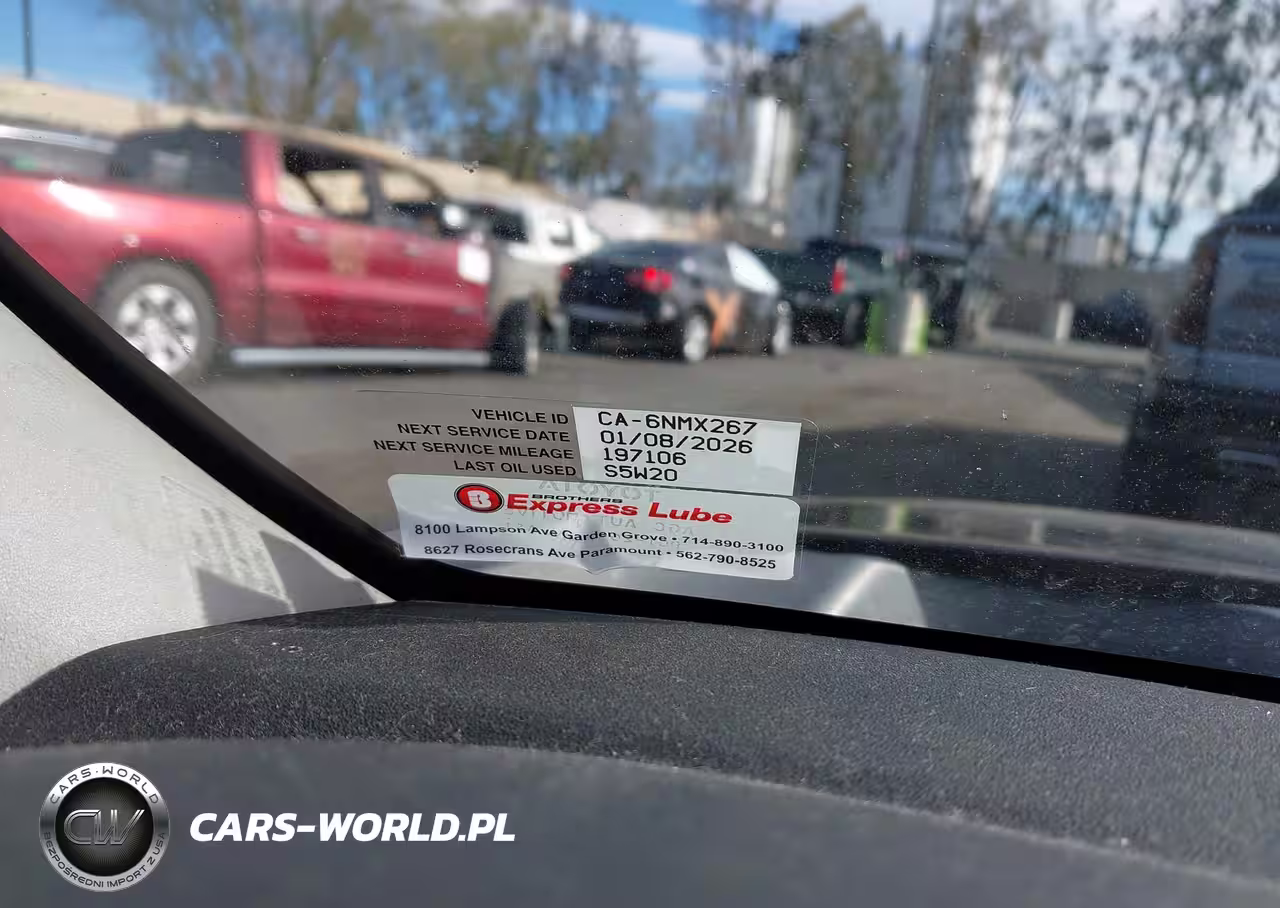 VEHICLE ID CA-6NMX267
NEXT SERVICE DATE 01/08/2026
NEXT SERVICE MILEAGE 197106
LAST OIL USED S5W20
TOYOTA
B BROTHERS
Express Lube
8100 Lampson Ave Garden Grove • 714-890-3100
8627 Rosecrans Ave Paramount • 562-790-8525
CARS-WORLD
CW
BEZPOŚREDNI IMPORT Z USA
CARS-WORLD.PL